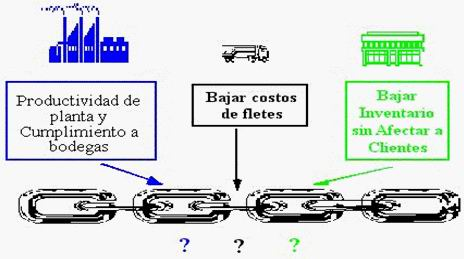 Productividad de
planta y
Cumplimiento a
bodegas
Bajar costos
de fletes
Bajar
Inventario
sin Afectar a
Clientes
? ? ?